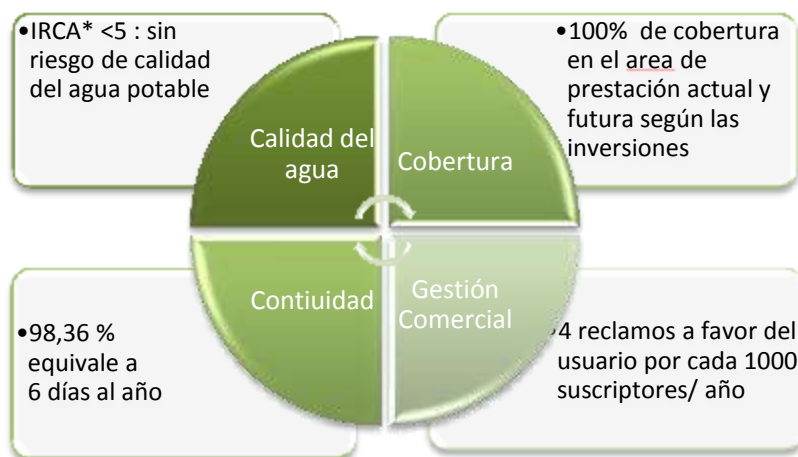 •IRCA* <5 : sin
riesgo de calidad
del agua potable
•100% de cobertura
en el area de
prestación actual y
futura según las
inversiones
Calidad del
agua
Cobertura
Contiuidad
Gestión
Comercial
•98,36 %
equivale a
6 días al año
•4 reclamos a favor del
usuario por cada 1000
suscriptores/ año